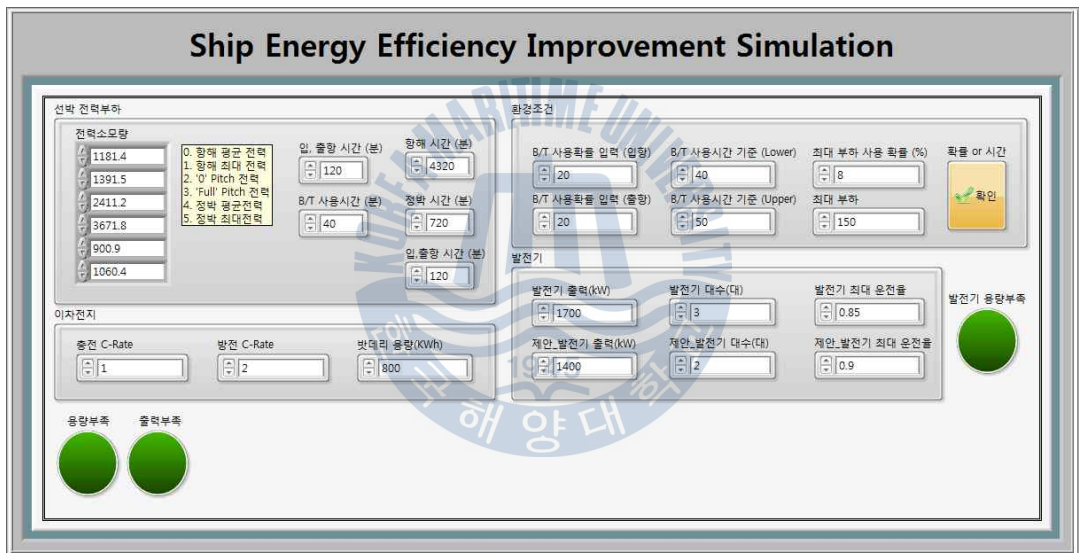 Ship Energy Efficiency Improvement Simulation
선박 전력부하
전력소모량
1181.4
1391.5
2411.2
3671.8
900.9
1060.4
0. 항해 평균 전력
1. 항해 최대 전력
2. '0' Pitch 전력
3. 'Full' Pitch 전력
4. 정박 평균전력
5. 정박 최대전력
입, 출항 시간 (분)
120
항해 시간 (분)
4320
B/T 사용시간 (분)
40
정박 시간 (분)
720
입,출항 시간 (분)
120
환경조건
B/T 사용확률 입력 (입항)
20
B/T 사용시간 기준 (Lower)
40
최대 부하 사용 확률 (%)
8
B/T 사용확률 입력 (출항)
20
B/T 사용시간 기준 (Upper)
50
최대 부하
150
확률 or 시간
확인
이차전지
충전 C-Rate
1
방전 C-Rate
2
밧데리 용량(KWh)
800
발전기
발전기 출력(kW)
1700
발전기 대수(대)
3
발전기 최대 운전율
0.85
제안_발전기 출력(kW)
1400
제안_발전기 대수(대)
2
제안_발전기 최대 운전율
0.9
발전기 용량부족
용량부족
출력부족
KOREA MARITIME UNIVERSITY
1945
한국해양대학교